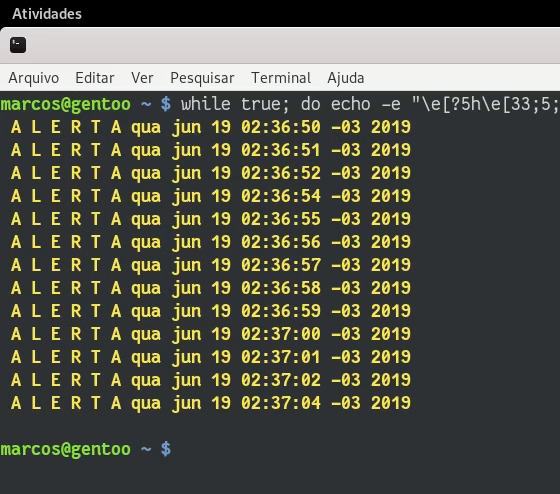 Atividades
Arquivo Editar Ver Pesquisar Terminal Ajuda
marcos@gentoo ~ $ while true; do echo -e "\e[?5h\e[33;5;
A L E R T A qua jun 19 02:36:50 -03 2019
A L E R T A qua jun 19 02:36:51 -03 2019
A L E R T A qua jun 19 02:36:52 -03 2019
A L E R T A qua jun 19 02:36:54 -03 2019
A L E R T A qua jun 19 02:36:55 -03 2019
A L E R T A qua jun 19 02:36:56 -03 2019
A L E R T A qua jun 19 02:36:57 -03 2019
A L E R T A qua jun 19 02:36:58 -03 2019
A L E R T A qua jun 19 02:36:59 -03 2019
A L E R T A qua jun 19 02:37:00 -03 2019
A L E R T A qua jun 19 02:37:01 -03 2019
A L E R T A qua jun 19 02:37:02 -03 2019
A L E R T A qua jun 19 02:37:04 -03 2019
marcos@gentoo ~ $